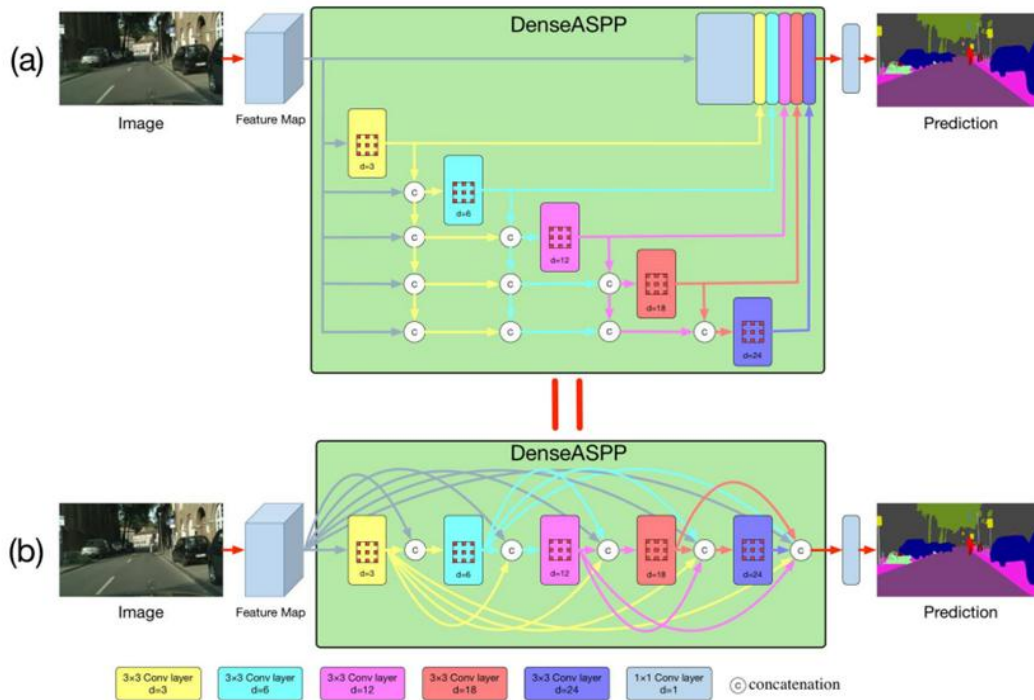 DenseASPP
(a)
Image
Feature Map
Prediction
d=3
c
d=6
c
c
d=12
c
c
c
d=18
c
c
c
c
d=24
DenseASPP
(b)
Image
Feature Map
d=3
c
d=6
c
d=12
c
d=18
c
d=24
c
Prediction
3×3 Conv layer
d=3
3×3 Conv layer
d=6
3×3 Conv layer
d=12
3×3 Conv layer
d=18
3×3 Conv layer
d=24
1×1 Conv layer
d=1
c concatenation